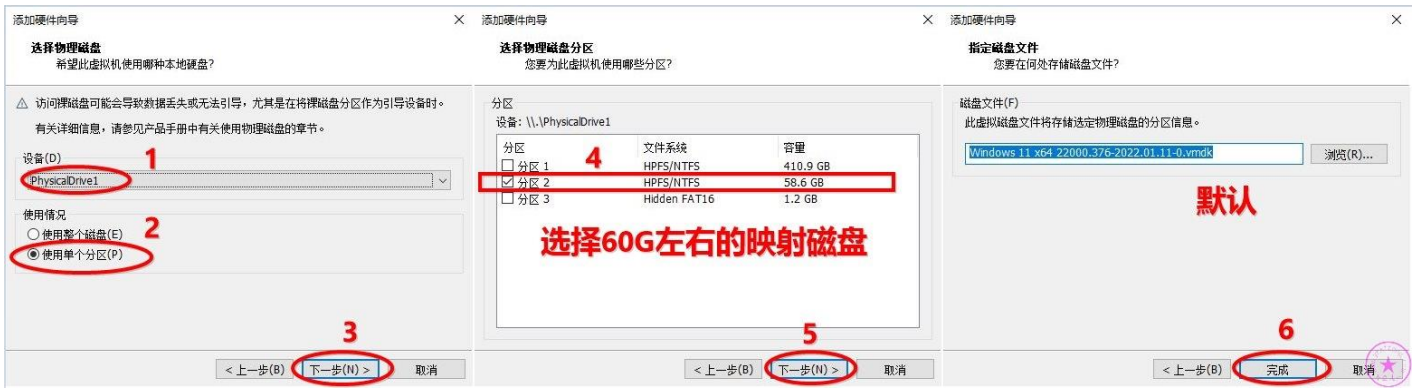 添加硬件向导
选择物理磁盘
希望此虚拟机使用哪种本地硬盘?
访问裸磁盘可能会导致数据丢失或无法引导，尤其是在将裸磁盘分区作为引导设备时。
有关详细信息，请参见产品手册中有关使用物理磁盘的章节。
设备(D)
1
PhysicalDrive1
使用情况
2
使用整个磁盘(E)
使用单个分区(P)
3
< 上一步(B)
下一步(N) >
取消
添加硬件向导
选择物理磁盘分区
您要为此虚拟机使用哪些分区?
分区
设备: \\.\PhysicalDrive1
分区 文件系统 容量
4
分区 1 HPFS/NTFS 410.9 GB
分区 2 HPFS/NTFS 58.6 GB
分区 3 Hidden FAT16 1.2 GB
选择60G左右的映射磁盘
5
< 上一步(B)
下一步(N) >
取消
添加硬件向导
指定磁盘文件
您要在何处存储磁盘文件?
磁盘文件(F)
此虚拟磁盘文件将存储选定物理磁盘的分区信息。
Windows 11 x64 22000.376-2022.01.11-0.vmdk
浏览(R)...
默认
6
< 上一步(B)
完成
取消